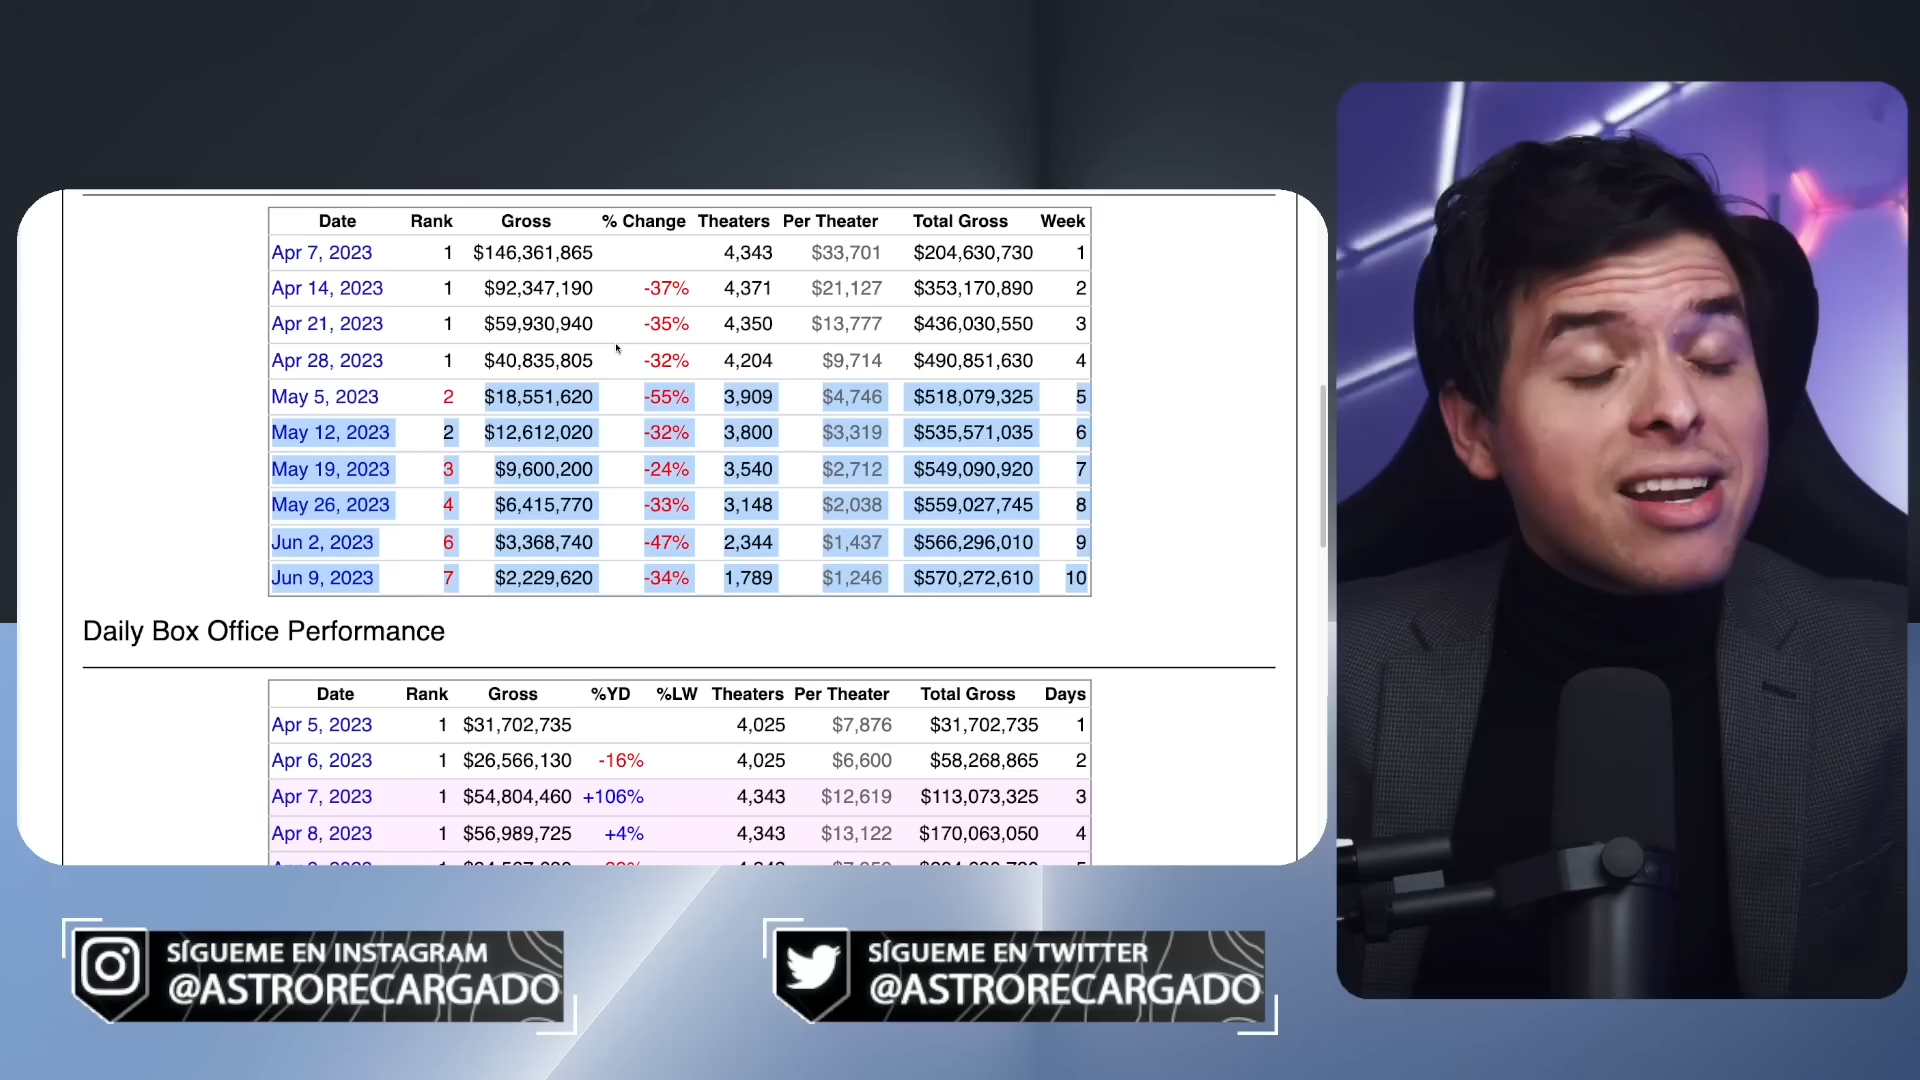 Date Rank Gross % Change Theaters Per Theater Total Gross Week
Apr 7, 2023 1 $146,361,865 4,343 $33,701 $204,630,730 1
Apr 14, 2023 1 $92,347,190 -37% 4,371 $21,127 $353,170,890 2
Apr 21, 2023 1 $59,930,940 -35% 4,350 $13,777 $436,030,550 3
Apr 28, 2023 1 $40,835,805 -32% 4,204 $9,714 $490,851,630 4
May 5, 2023 2 $18,551,620 -55% 3,909 $4,746 $518,079,325 5
May 12, 2023 2 $12,612,020 -32% 3,800 $3,319 $535,571,035 6
May 19, 2023 3 $9,600,200 -24% 3,540 $2,712 $549,090,920 7
May 26, 2023 4 $6,415,770 -33% 3,148 $2,038 $559,027,745 8
Jun 2, 2023 6 $3,368,740 -47% 2,344 $1,437 $566,296,010 9
Jun 9, 2023 7 $2,229,620 -34% 1,789 $1,246 $570,272,610 10
Daily Box Office Performance
Date Rank Gross %YD %LW Theaters Per Theater Total Gross Days
Apr 5, 2023 1 $31,702,735 4,025 $7,876 $31,702,735 1
Apr 6, 2023 1 $26,566,130 -16% 4,025 $6,600 $58,268,865 2
Apr 7, 2023 1 $54,804,460 +106% 4,343 $12,619 $113,073,325 3
Apr 8, 2023 1 $56,989,725 +4% 4,343 $13,122 $170,063,050 4
SÍGUEME EN INSTAGRAM
@ASTRORECARGADO
SÍGUEME EN TWITTER
@ASTRORECARGADO